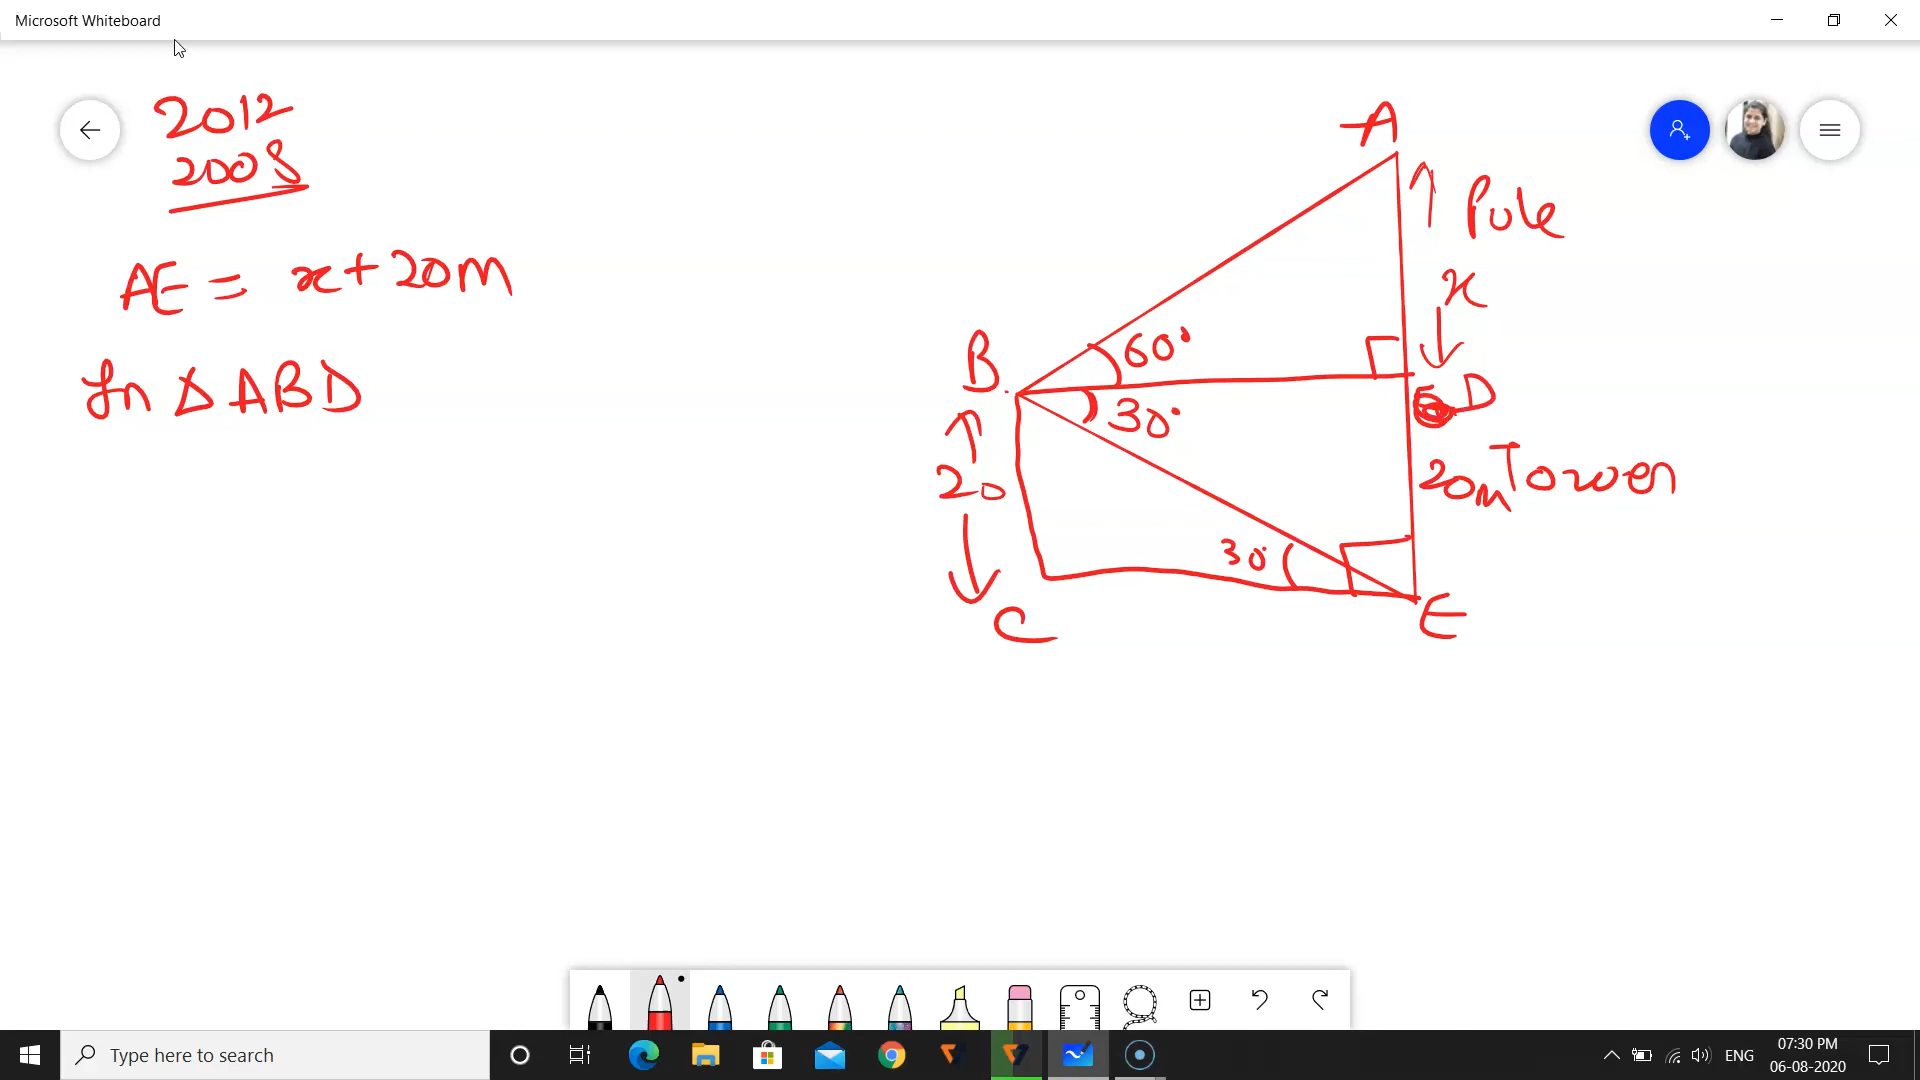 Microsoft Whiteboard
2012
2008
AE = x + 20m
In Δ ABD
A
Pole
x
B
60°
30°
D
20
20m Tower
30°
C
E
Type here to search
ENG
07:30 PM
06-08-2020